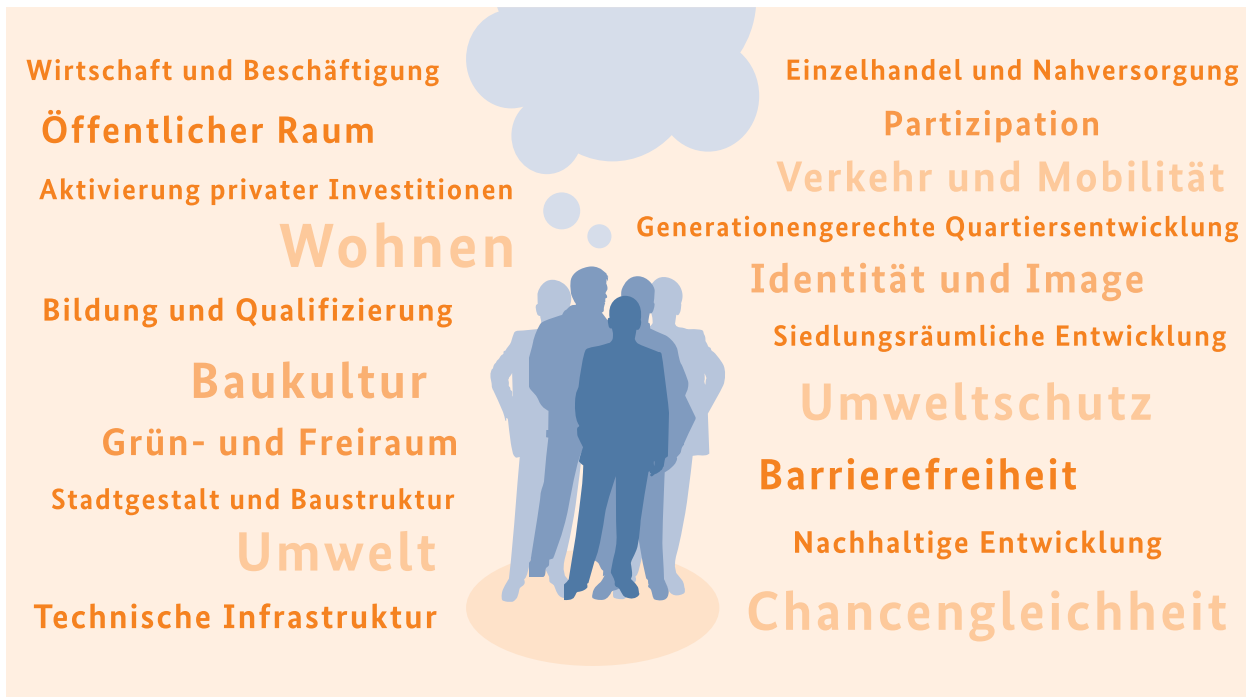 Wirtschaft und Beschäftigung
Öffentlicher Raum
Aktivierung privater Investitionen
Wohnen
Bildung und Qualifizierung
Baukultur
Grün- und Freiraum
Stadtgestalt und Baustruktur
Umwelt
Technische Infrastruktur
Einzelhandel und Nahversorgung
Partizipation
Verkehr und Mobilität
Generationengerechte Quartiersentwicklung
Identität und Image
Siedlungsräumliche Entwicklung
Umweltschutz
Barrierefreiheit
Nachhaltige Entwicklung
Chancengleichheit